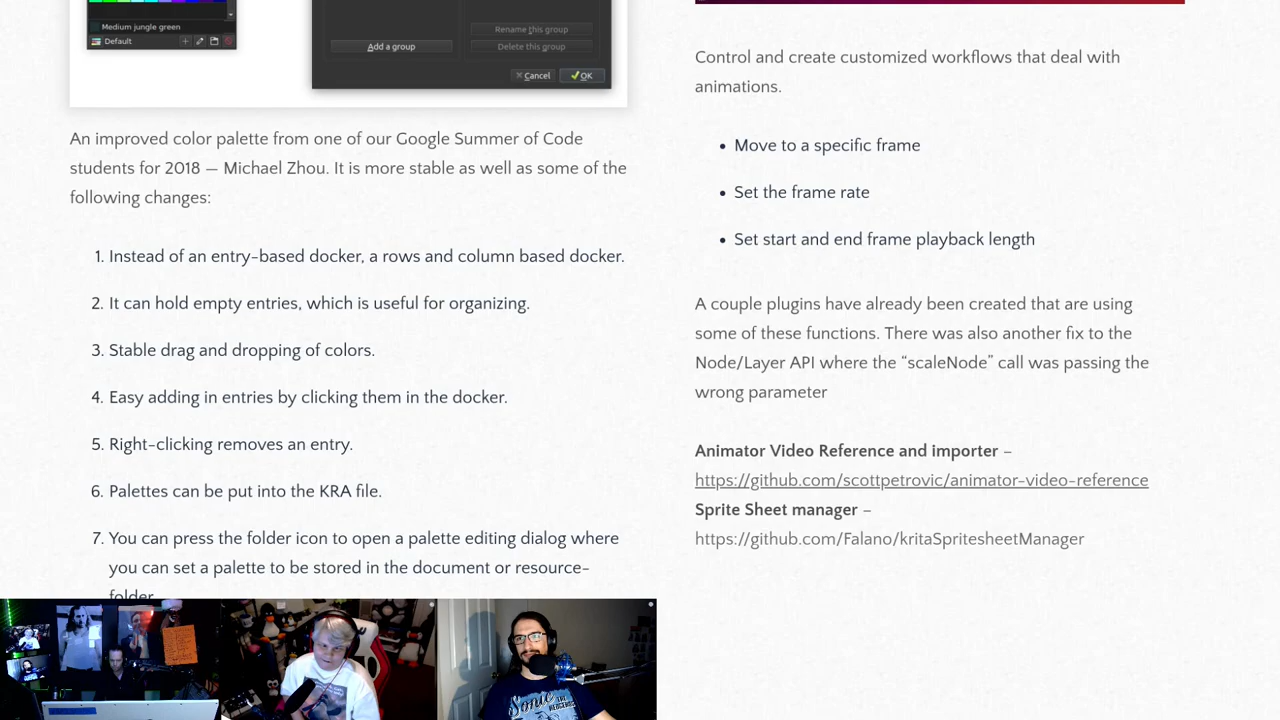 Medium jungle green
Default
Add a group
Rename this group
Delete this group
Cancel
OK
An improved color palette from one of our Google Summer of Code
students for 2018 — Michael Zhou. It is more stable as well as some of the
following changes:
1. Instead of an entry-based docker, a rows and column based docker.
2. It can hold empty entries, which is useful for organizing.
3. Stable drag and dropping of colors.
4. Easy adding in entries by clicking them in the docker.
5. Right-clicking removes an entry.
6. Palettes can be put into the KRA file.
7. You can press the folder icon to open a palette editing dialog where
you can set a palette to be stored in the document or resource-
folder
Control and create customized workflows that deal with
animations.
• Move to a specific frame
• Set the frame rate
• Set start and end frame playback length
A couple plugins have already been created that are using
some of these functions. There was also another fix to the
Node/Layer API where the “scaleNode” call was passing the
wrong parameter
Animator Video Reference and importer –
https://github.com/scottpetrovic/animator-video-reference
Sprite Sheet manager –
https://github.com/Falano/kritaSpritesheetManager
Sonic